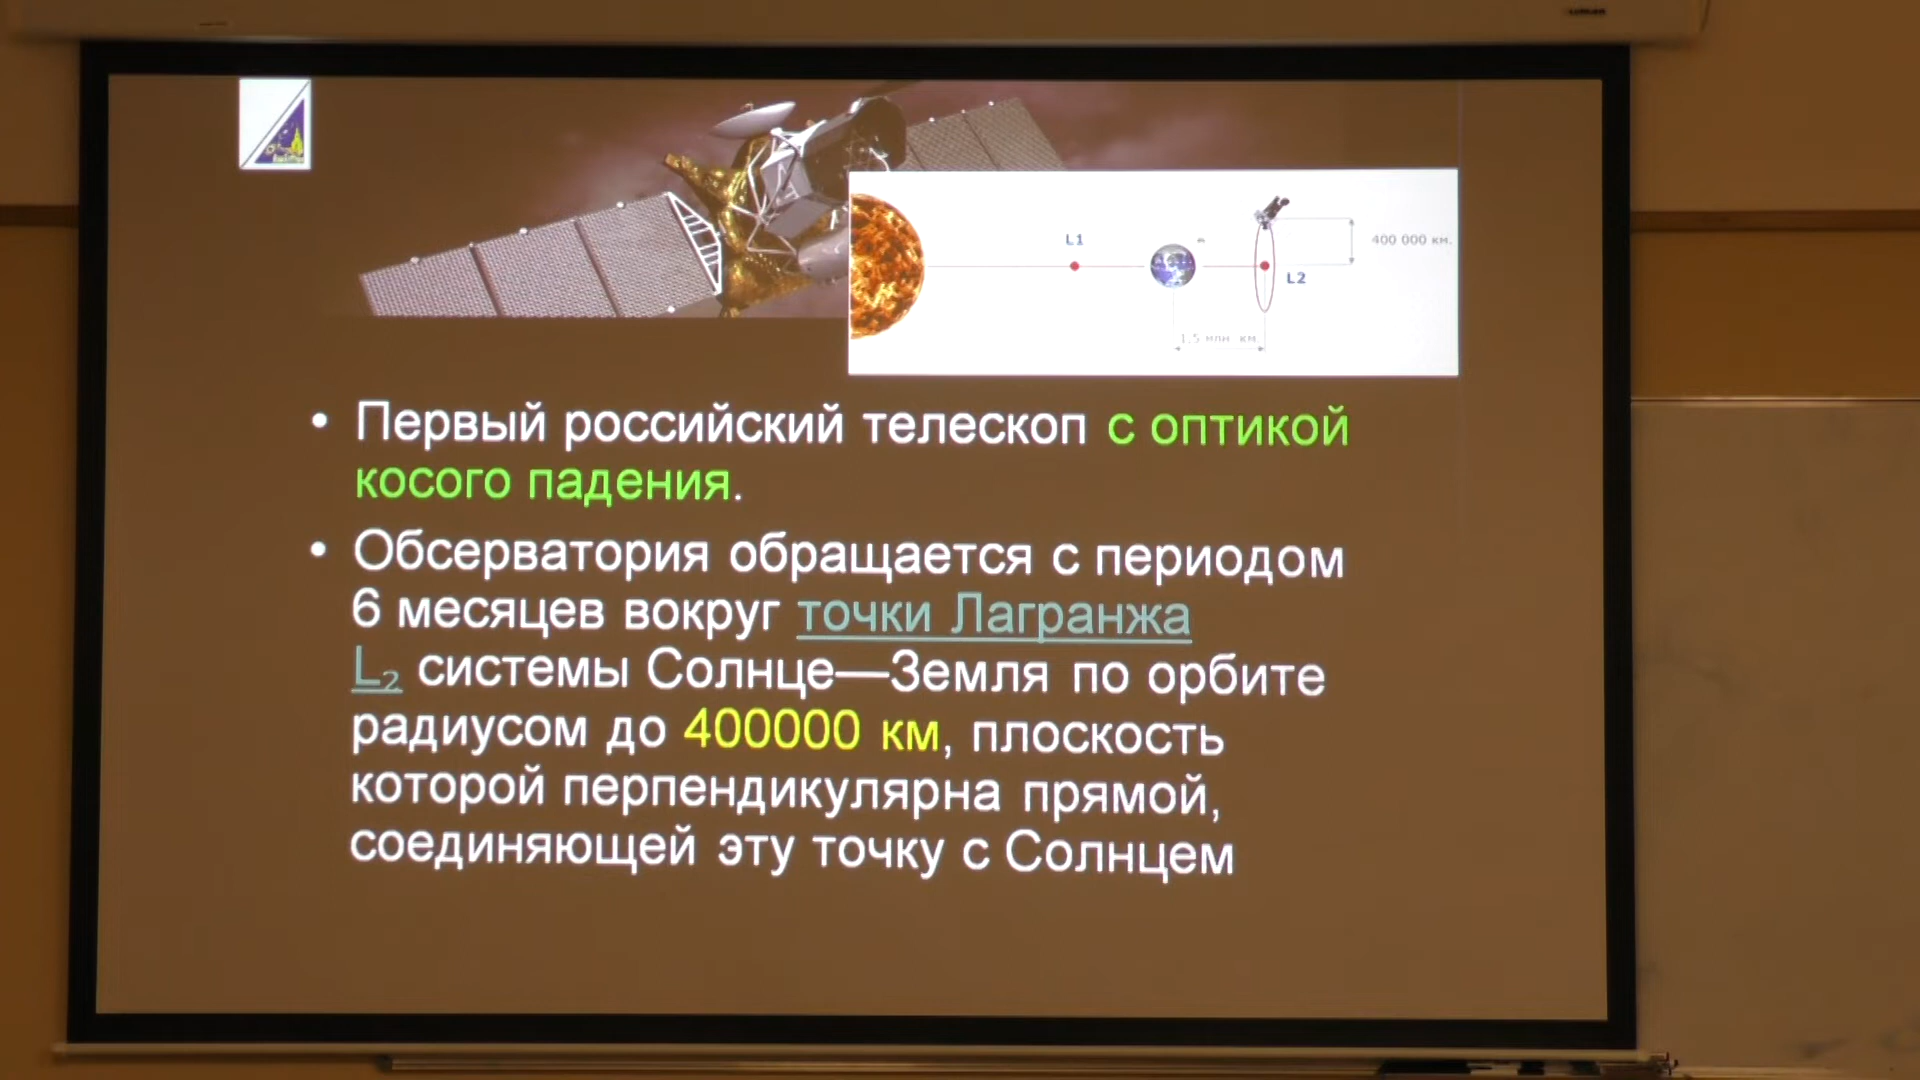 L1
400 000 км.
L2
1,5 млн. км.
• Первый российский телескоп с оптикой
косого падения.
• Обсерватория обращается с периодом
6 месяцев вокруг точки Лагранжа
L₂ системы Солнце—Земля по орбите
радиусом до 400000 км, плоскость
которой перпендикулярна прямой,
соединяющей эту точку с Солнцем